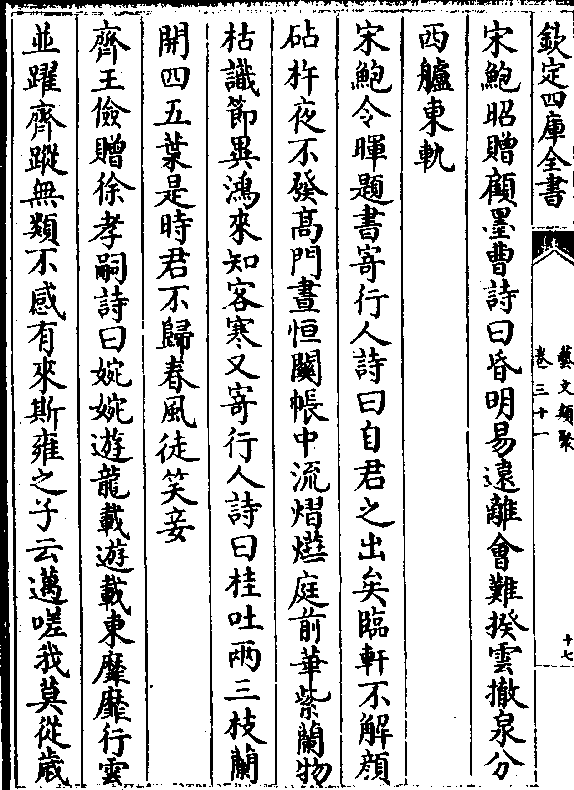 欽定四庫全書
藝文類聚
卷三十一
十七
宋鮑昭贈顧墨曹詩曰昏明易遠離會難揆雲撤泉分
西艫東軌
宋鮑令暉題書寄行人詩曰自君之出矣臨軒不解顔
砧杵夜不發髙門晝恒關帳中流熠燿庭前華紫蘭物
枯識節異鴻來知客寒又寄行人詩曰桂吐兩三枝蘭
開四五葉是時君不歸春風徒笑妾
齊王儉贈徐孝嗣詩曰婉婉遊龍載遊載東靡靡行雲
並躍齊蹤無類不感有來斯雍之子云邁嗟我莫從歳